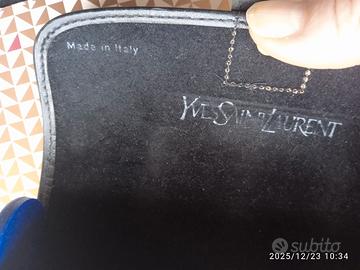 Made in Italy
YVES SAINT LAURENT
subito
2025/12/23 10:34